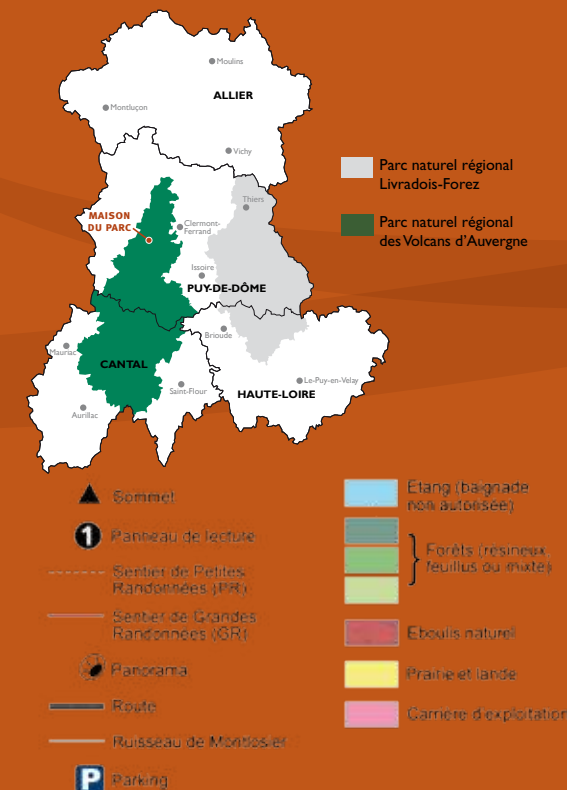 Moulins
ALLIER
Montluçon
Vichy
Parc naturel régional
Livradois-Forez
Thiers
MAISON
DU PARC
Clermont-
Ferrand
Parc naturel régional
des Volcans d'Auvergne
Issoire
PUY-DE-DÔME
Brioude
Mauriac
CANTAL
Le-Puy-en-Velay
Saint-Flour
HAUTE-LOIRE
Aurillac
Sommet
1 Panneau de lecture
Sentier de Petites
Randonnées (PR)
Sentier de Grandes
Randonnées (GR)
Panorama
Route
Ruisseau de Montlosier
P Parking
Etang (baignade
non autorisée)
Forêts (résineux,
feuillus ou mixte)
Eboulis naturel
Prairie et lande
Carrière d'exploitation